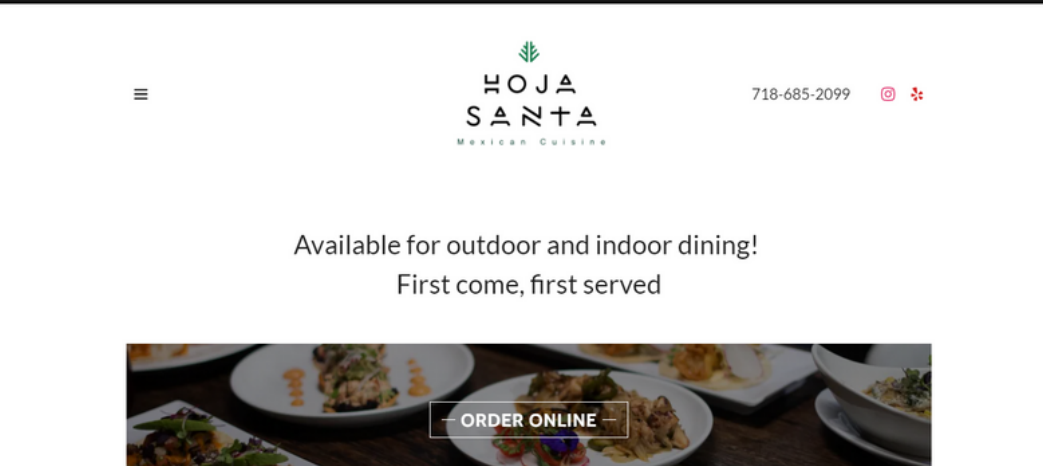 HOJA
SANTA
Mexican Cuisine
718-685-2099
Available for outdoor and indoor dining!
First come, first served
— ORDER ONLINE —